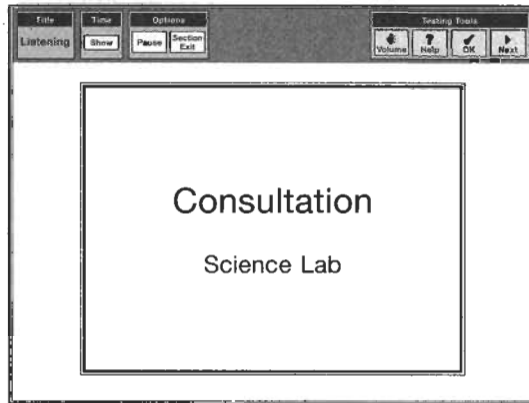 Title Time Options Testing Tools
Listening Show Pause Section Exit Volume Help OK Next
Consultation
Science Lab